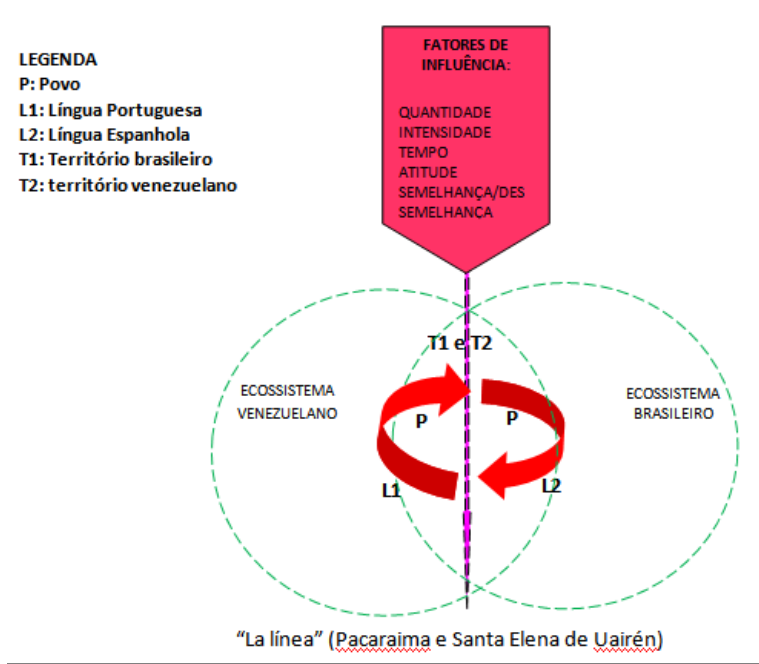 LEGENDA
P: Povo
L1: Língua Portuguesa
L2: Língua Espanhola
T1: Território brasileiro
T2: território venezuelano
FATORES DE
INFLUÊNCIA:
QUANTIDADE
INTENSIDADE
TEMPO
ATITUDE
SEMELHANÇA/DES
SEMELHANÇA
T1 e T2
ECOSSISTEMA
VENEZUELANO
P
P
ECOSSISTEMA
BRASILEIRO
L1
L2
“La línea” (Pacaraima e Santa Elena de Uairén)